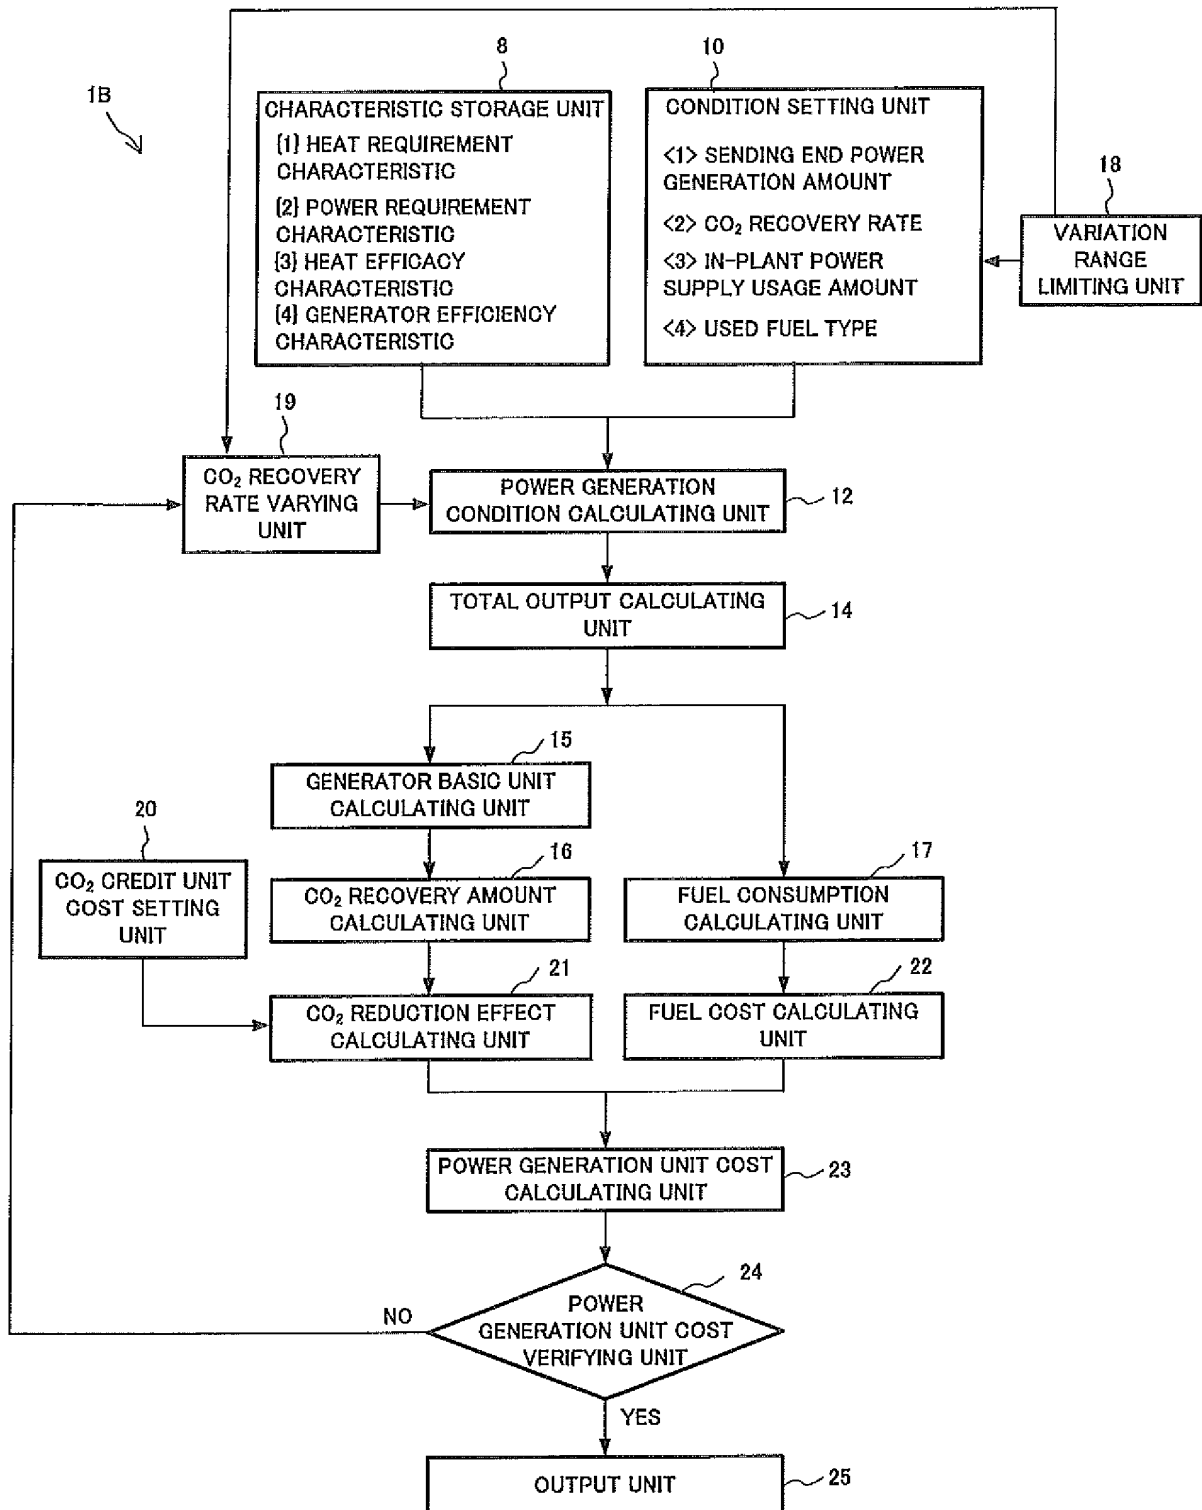 1B
8
CHARACTERISTIC STORAGE UNIT
[1] HEAT REQUIREMENT
CHARACTERISTIC
[2] POWER REQUIREMENT
CHARACTERISTIC
[3] HEAT EFFICACY
CHARACTERISTIC
[4] GENERATOR EFFICIENCY
CHARACTERISTIC
10
CONDITION SETTING UNIT
<1> SENDING END POWER
GENERATION AMOUNT
<2> CO₂ RECOVERY RATE
<3> IN-PLANT POWER
SUPPLY USAGE AMOUNT
<4> USED FUEL TYPE
18
VARIATION
RANGE
LIMITING UNIT
19
CO₂ RECOVERY
RATE VARYING
UNIT
POWER GENERATION
CONDITION CALCULATING UNIT
12
TOTAL OUTPUT CALCULATING
UNIT
14
15
GENERATOR BASIC UNIT
CALCULATING UNIT
20
CO₂ CREDIT UNIT
COST SETTING
UNIT
16
CO₂ RECOVERY AMOUNT
CALCULATING UNIT
17
FUEL CONSUMPTION
CALCULATING UNIT
21
CO₂ REDUCTION EFFECT
CALCULATING UNIT
22
FUEL COST CALCULATING
UNIT
POWER GENERATION UNIT COST
CALCULATING UNIT
23
24
POWER
GENERATION UNIT COST
VERIFYING UNIT
NO
YES
OUTPUT UNIT
25